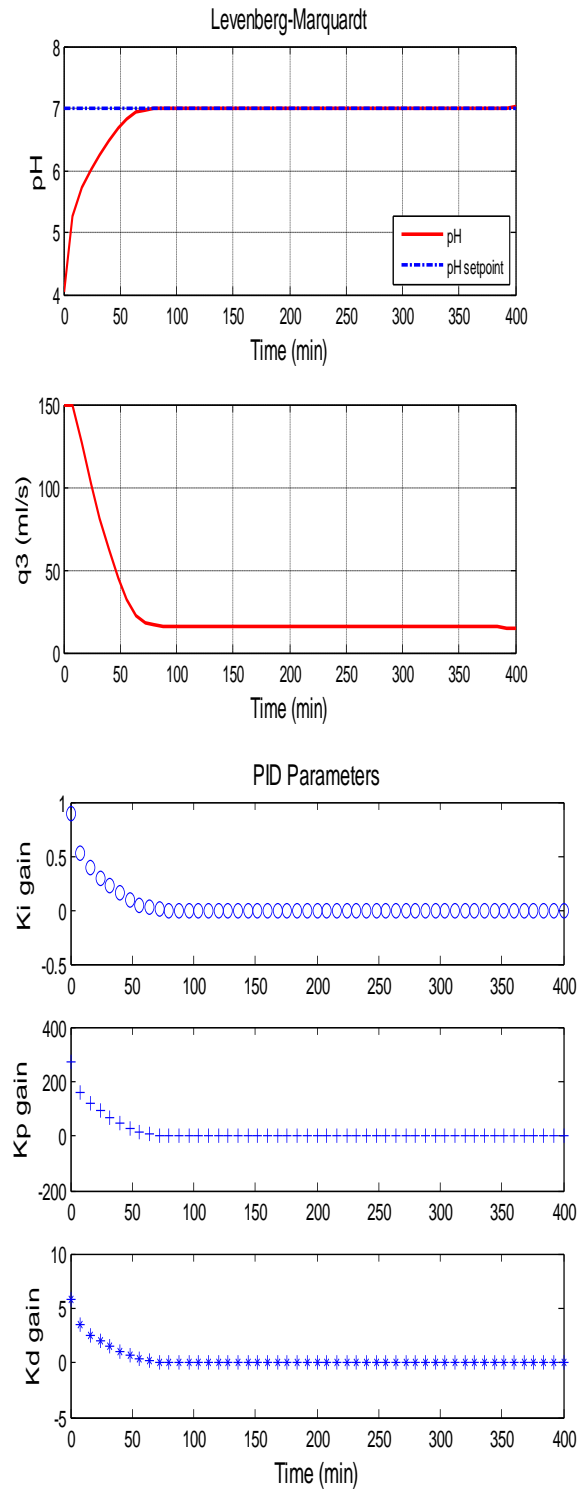 Levenberg-Marquardt
8
7
6
5
4
pH
pH
pH setpoint
0 50 100 150 200 250 300 350 400
Time (min)
150
100
50
0
q3 (ml/s)
0 50 100 150 200 250 300 350 400
Time (min)
PID Parameters
1
0.5
0
-0.5
Ki gain
0 50 100 150 200 250 300 350 400
400
200
0
-200
Kp gain
0 50 100 150 200 250 300 350 400
10
5
0
-5
Kd gain
0 50 100 150 200 250 300 350 400
Time (min)